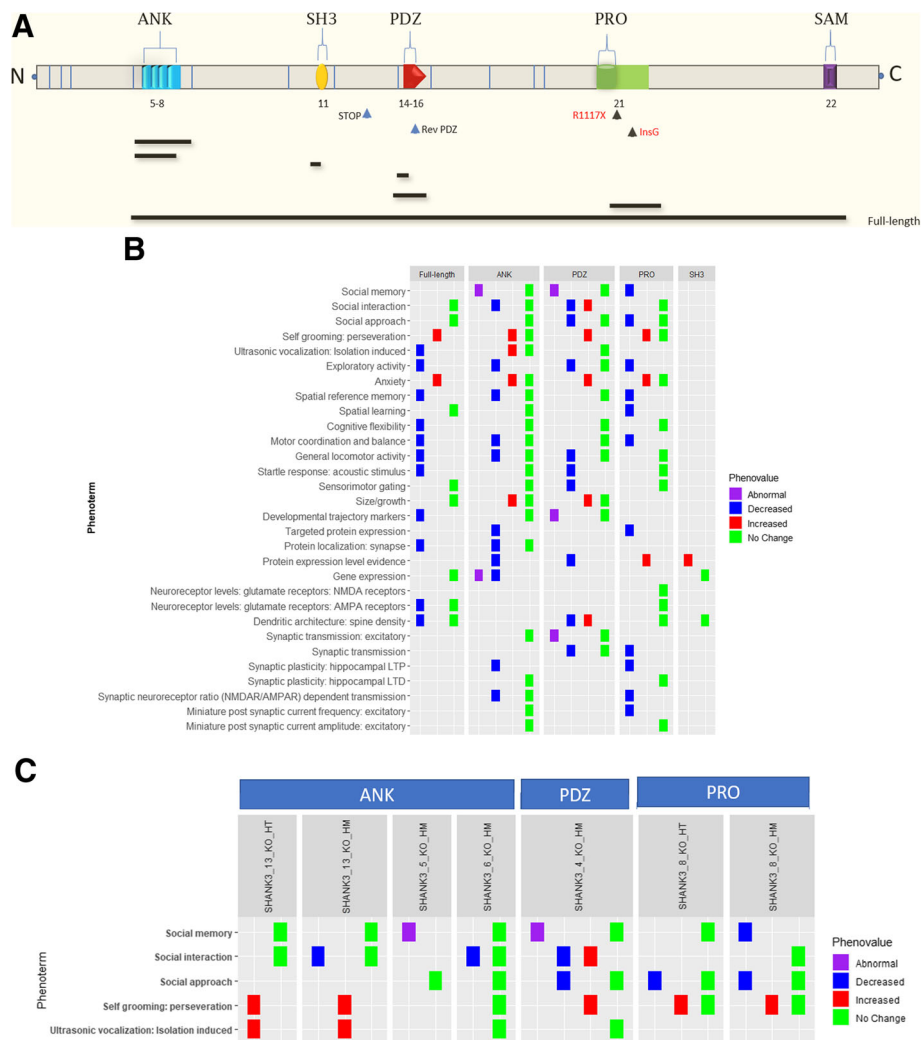 A
ANK
SH3
PDZ
PRO
SAM
N
C
5-8
11
14-16
21
22
STOP
Rev PDZ
R1117X
InsG
Full-length
B
Full-length ANK PDZ PRO SH3
Phenoterm
Social memory
Social interaction
Social approach
Self grooming: perseveration
Ultrasonic vocalization: Isolation induced
Exploratory activity
Anxiety
Spatial reference memory
Spatial learning
Cognitive flexibility
Motor coordination and balance
General locomotor activity
Startle response: acoustic stimulus
Sensorimotor gating
Size/growth
Developmental trajectory markers
Targeted protein expression
Protein localization: synapse
Protein expression level evidence
Gene expression
Neuroreceptor levels: glutamate receptors: NMDA receptors
Neuroreceptor levels: glutamate receptors: AMPA receptors
Dendritic architecture: spine density
Synaptic transmission: excitatory
Synaptic transmission
Synaptic plasticity: hippocampal LTP
Synaptic plasticity: hippocampal LTD
Synaptic neuroreceptor ratio (NMDAR/AMPAR) dependent transmission
Miniature post synaptic current frequency: excitatory
Miniature post synaptic current amplitude: excitatory
Phenovalue
Abnormal
Decreased
Increased
No Change
C
ANK PDZ PRO
SHANK3_13_KO_HT
SHANK3_13_KO_HM
SHANK3_5_KO_HM
SHANK3_6_KO_HM
SHANK3_4_KO_HM
SHANK3_8_KO_HT
SHANK3_8_KO_HM
Phenoterm
Social memory
Social interaction
Social approach
Self grooming: perseveration
Ultrasonic vocalization: Isolation induced
Phenovalue
Abnormal
Decreased
Increased
No Change